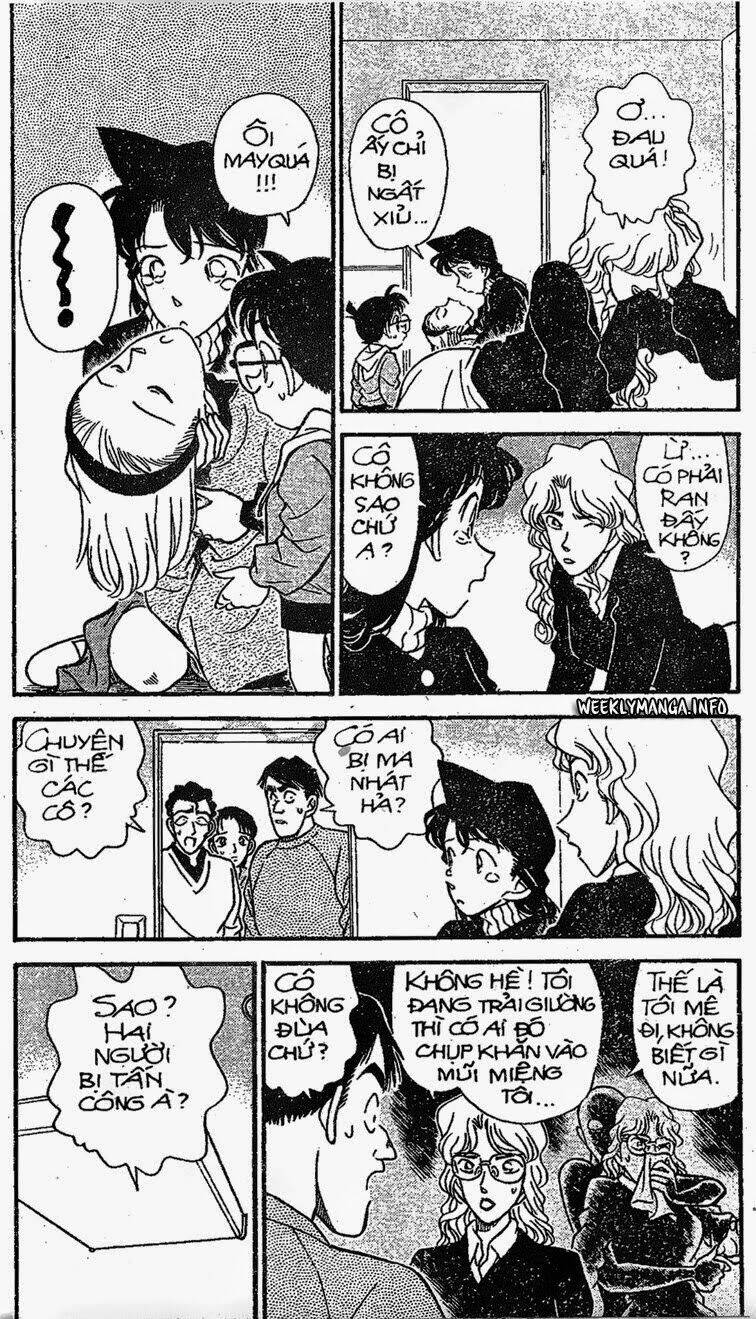 ÔI
MAY QUÁ
!!!
CÔ
ẤY CHỈ
BỊ
NGẤT
XỈU...
Ơ...
ĐAU
QUÁ!
CÔ
KHÔNG
SAO
CHỨ
Ạ?
Ừ...
CÓ PHẢI
RAN
ĐẤY
KHÔNG
?
WEEKLYMANGA.INFO
CHUYỆN
GÌ THẾ
CÁC
CÔ?
CÓ AI
BỊ MA
NHÁT
HẢ?
SAO?
HAI
NGƯỜI
BỊ TẤN
CÔNG À?
CÔ
KHÔNG
ĐÙA
CHỨ?
KHÔNG HỀ! TÔI
ĐANG TRẢI GIƯỜNG
THÌ CÓ AI ĐÓ
CHỤP KHĂN VÀO
MŨI MIỆNG
TÔI...
THẾ LÀ
TÔI MÊ
ĐI, KHÔNG
BIẾT GÌ
NỮA.